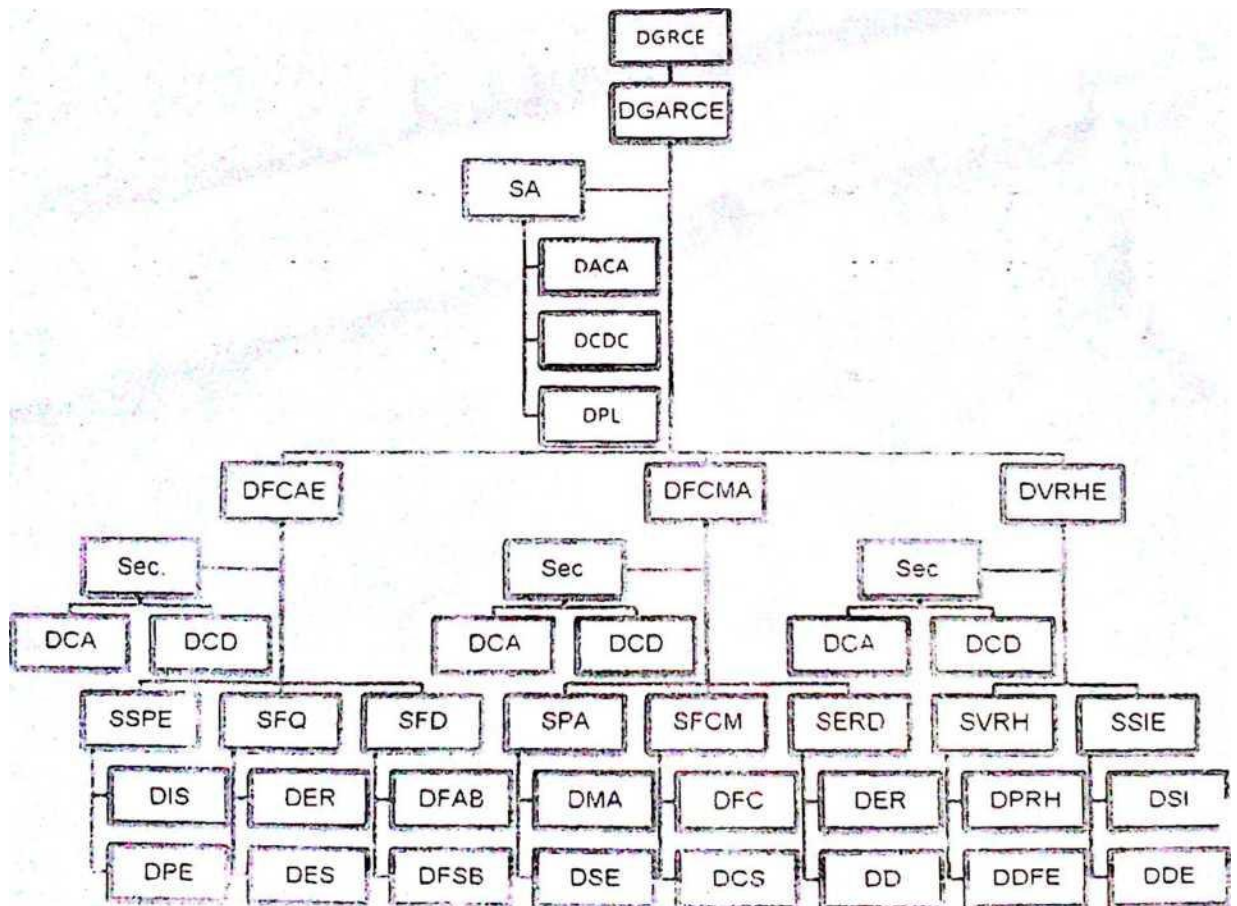 DGRCE
DGARCE
SA
DACA
DCDC
DPL
DFCAE DFCMA DVRHE
Sec. Sec Sec
DCA DCD DCA DCD DCA DCD
SSPE SFQ SFD SPA SFCM SERD SVRH SSIE
DIS DER DFAB DMA DFC DER DPRH DSI
DPE DES DFSB DSE DCS DD DDFE DDE